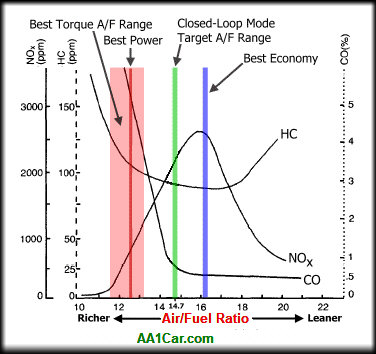 Best Torque A/F Range
Best Power
Closed-Loop Mode
Target A/F Range
Best Economy
NOx
(ppm)
HC
(ppm)
CO(%)
3000
2000
1000
0
150
100
50
25
0
5
4
3
2
1
.5
0
HC
NOX
CO
10 12 14 14.7 16 18 20 22
Richer Air/Fuel Ratio Leaner
AA1Car.com